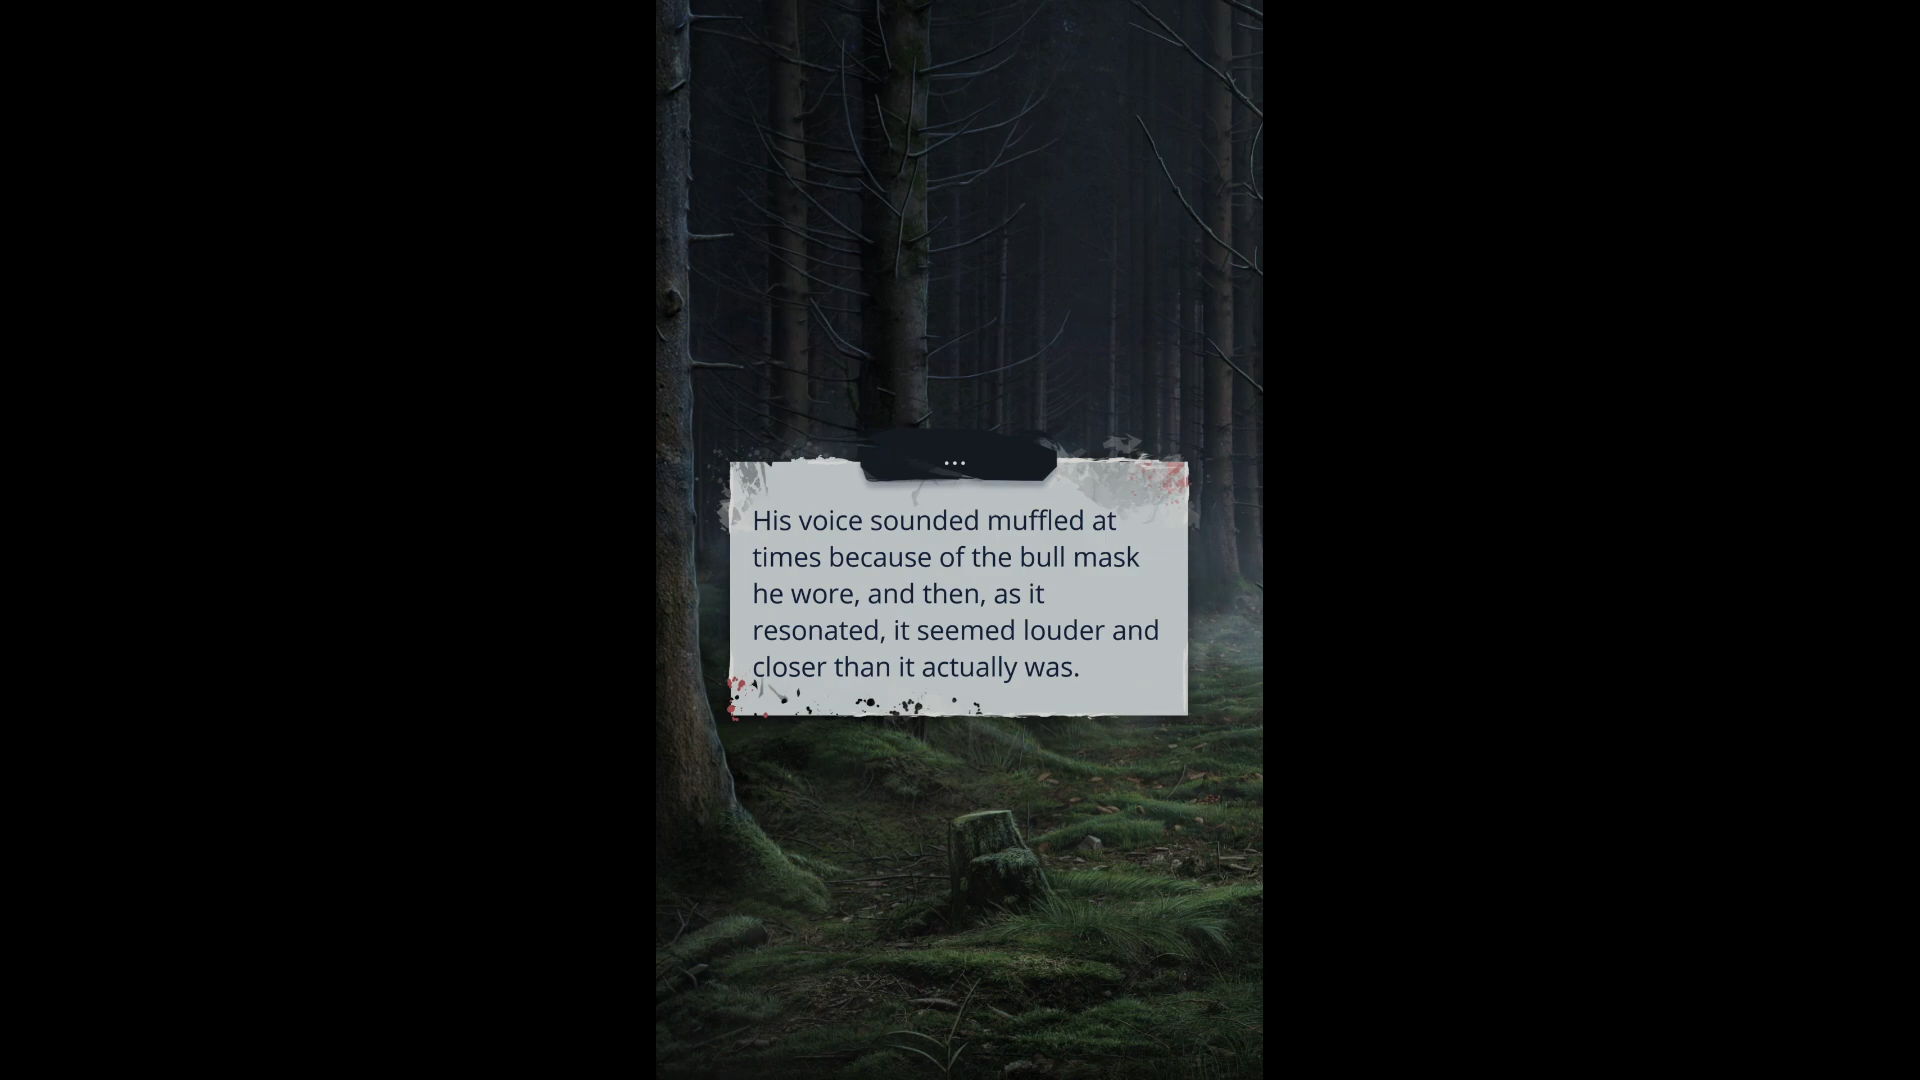 ...
His voice sounded muffled at
times because of the bull mask
he wore, and then, as it
resonated, it seemed louder and
closer than it actually was.